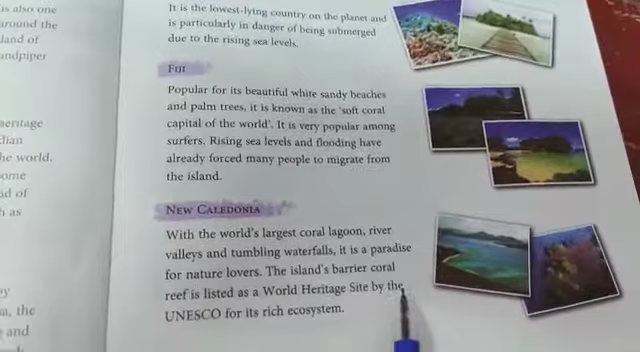 is also one
around the
land of
andpiper
heritage
dian
he world.
ome
nd of
h as
by
a, the
and
It is the lowest-lying country on the planet and
is particularly in danger of being submerged
due to the rising sea levels.
FIJI
Popular for its beautiful white sandy beaches
and palm trees, it is known as the 'soft coral
capital of the world'. It is very popular among
surfers. Rising sea levels and flooding have
already forced many people to migrate from
the island.
NEW CALEDONIA
With the world's largest coral lagoon, river
valleys and tumbling waterfalls, it is a paradise
for nature lovers. The island's barrier coral
reef is listed as a World Heritage Site by the
UNESCO for its rich ecosystem.